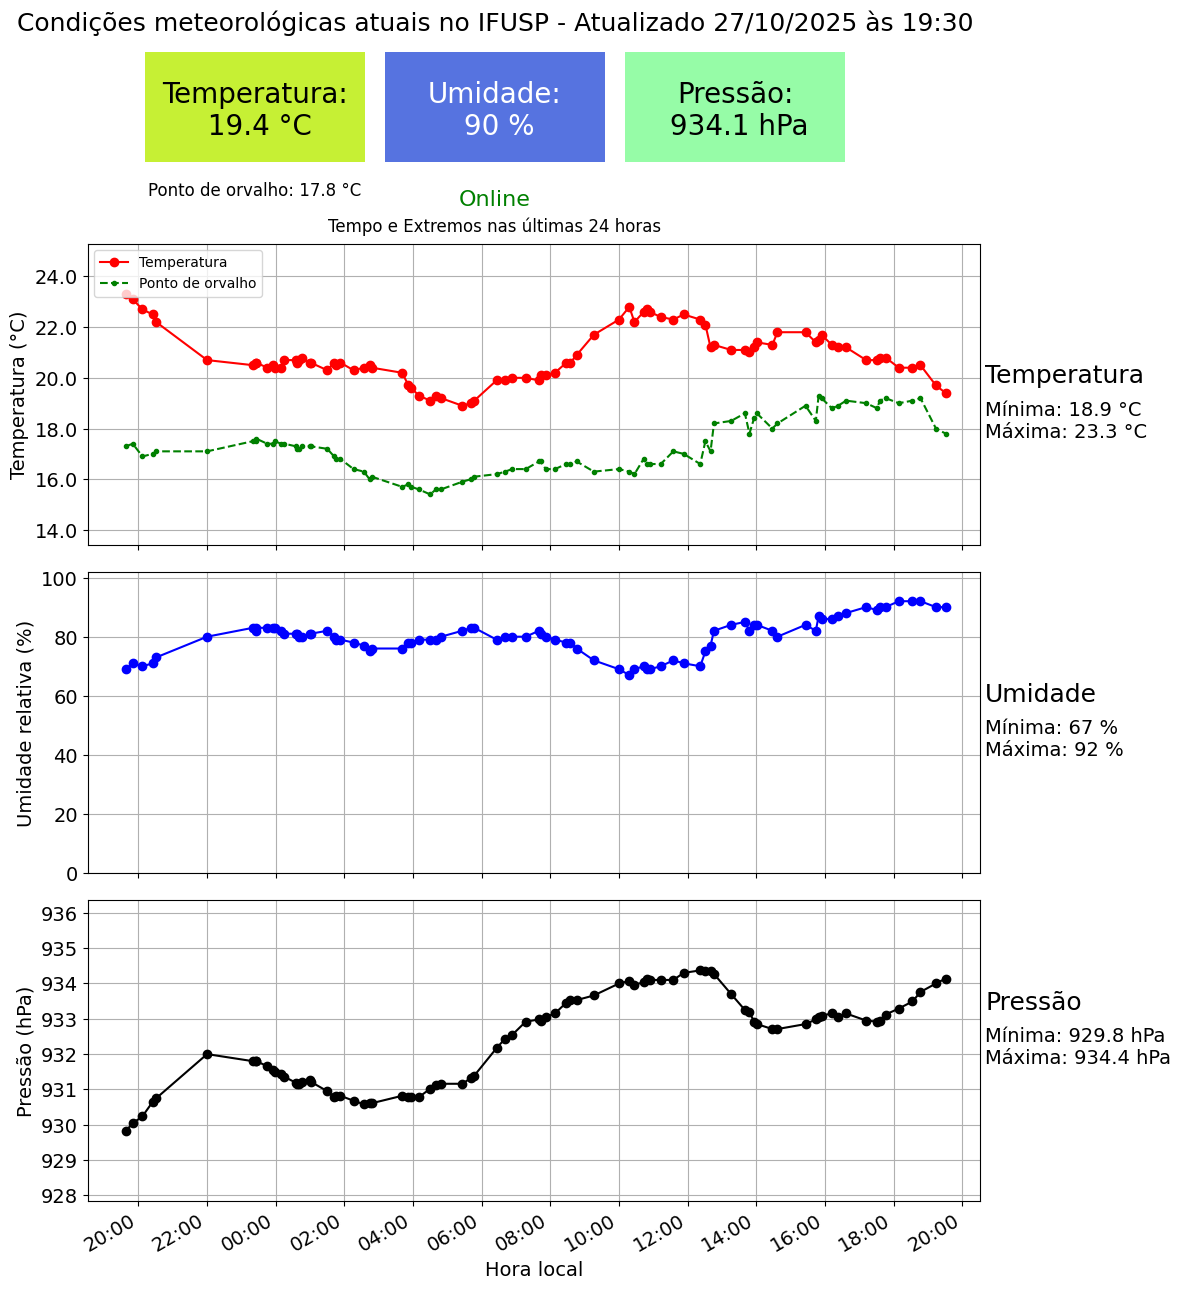 Condições meteorológicas atuais no IFUSP - Atualizado 27/10/2025 às 19:30
Temperatura:
19.4 °C
Umidade:
90 %
Pressão:
934.1 hPa
Ponto de orvalho: 17.8 °C
Online
Tempo e Extremos nas últimas 24 horas
Temperatura
Ponto de orvalho
Temperatura (°C)
24.0
22.0
20.0
18.0
16.0
14.0
Temperatura
Mínima: 18.9 °C
Máxima: 23.3 °C
Umidade relativa (%)
100
80
60
40
20
0
Umidade
Mínima: 67 %
Máxima: 92 %
Pressão (hPa)
936
935
934
933
932
931
930
929
928
Pressão
Mínima: 929.8 hPa
Máxima: 934.4 hPa
20:00 22:00 00:00 02:00 04:00 06:00 08:00 10:00 12:00 14:00 16:00 18:00 20:00
Hora local